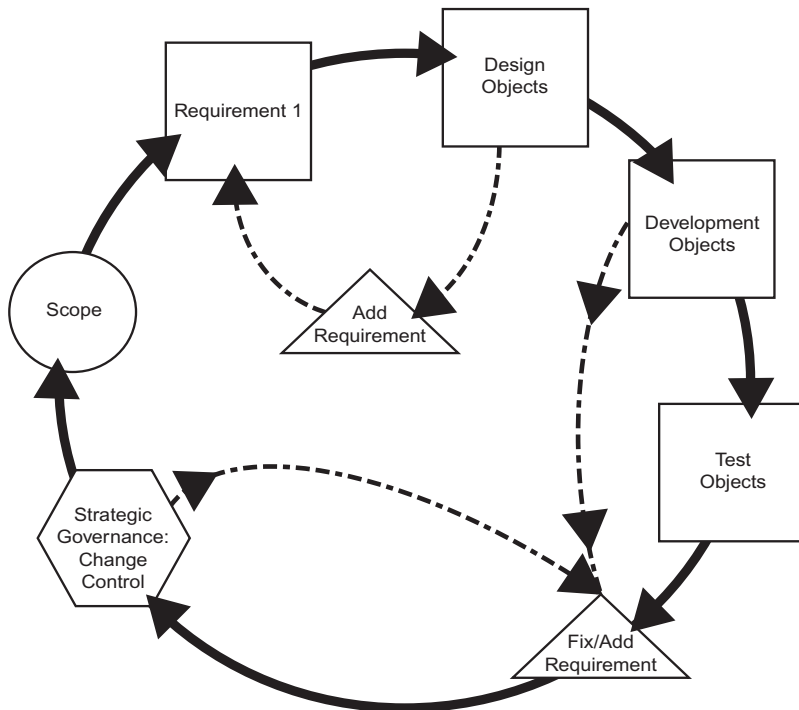 Requirement 1
Design
Objects
Development
Objects
Scope
Add
Requirement
Test
Objects
Strategic
Governance:
Change
Control
Fix/Add
Requirement